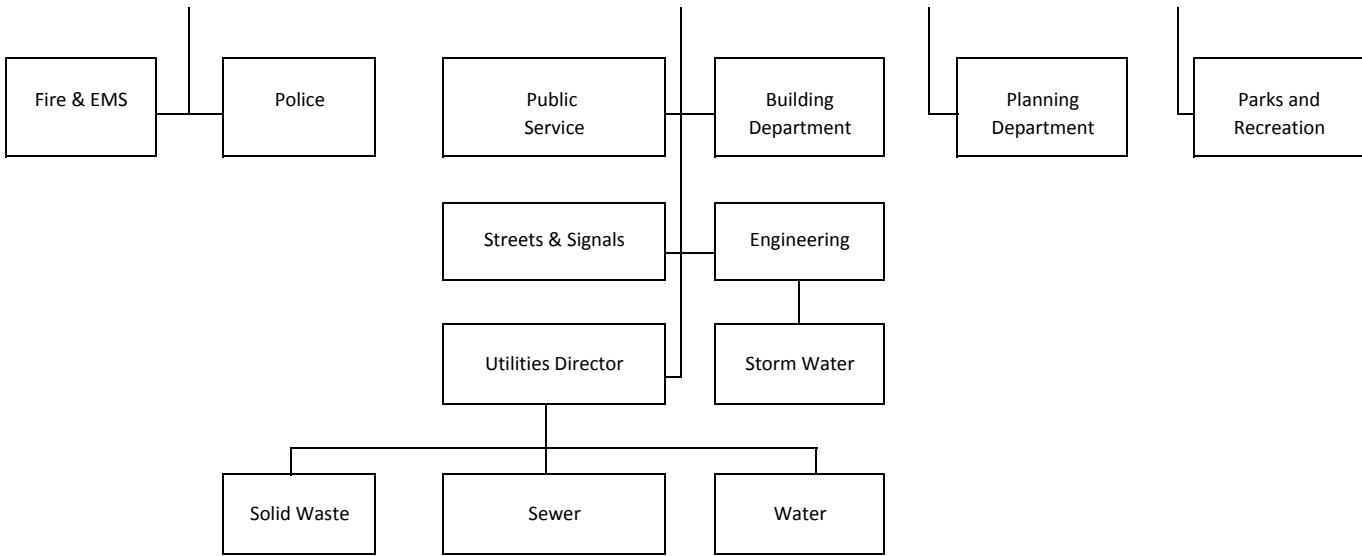 Fire & EMS
Police
Public
Service
Building
Department
Planning
Department
Parks and
Recreation
Streets & Signals
Engineering
Utilities Director
Storm Water
Solid Waste
Sewer
Water